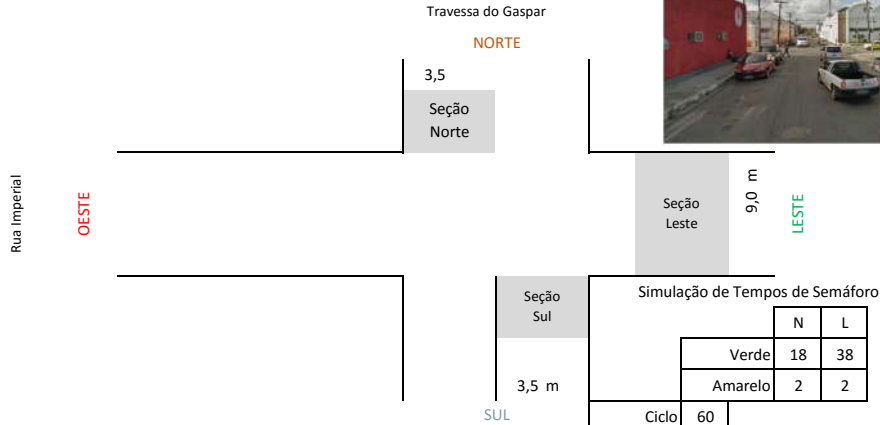 Travessa do Gaspar
NORTE
3,5
Seção
Norte
Rua Imperial
OESTE
Seção
Leste
9,0 m
LESTE
Seção
Sul
3,5 m
SUL
Simulação de Tempos de Semáforo
N L
Verde 18 38
Amarelo 2 2
Ciclo 60